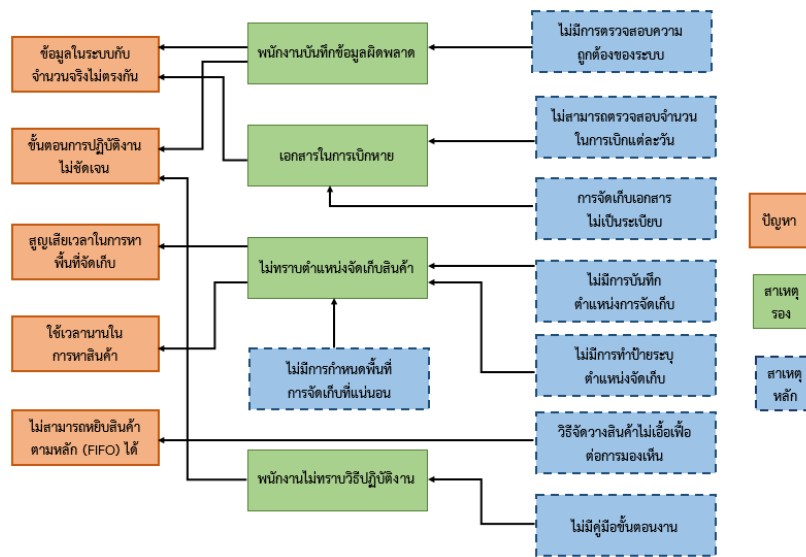 ข้อมูลในระบบกับ
จำนวนจริงไม่ตรงกัน
ขั้นตอนการปฏิบัติงาน
ไม่ชัดเจน
สูญเสียเวลาในการหา
พื้นที่จัดเก็บ
ใช้เวลานานใน
การหาสินค้า
ไม่สามารถหยิบสินค้า
ตามหลัก (FIFO) ได้
พนักงานบันทึกข้อมูลผิดพลาด
เอกสารในการเบิกหาย
ไม่ทราบตำแหน่งจัดเก็บสินค้า
ไม่มีการกำหนดพื้นที่
การจัดเก็บที่แน่นอน
พนักงานไม่ทราบวิธีปฏิบัติงาน
ไม่มีการตรวจสอบความ
ถูกต้องของระบบ
ไม่สามารถตรวจสอบจำนวน
ในการเบิกแต่ละวัน
การจัดเก็บเอกสาร
ไม่เป็นระเบียบ
ไม่มีการบันทึก
ตำแหน่งการจัดเก็บ
ไม่มีการทำป้ายระบุ
ตำแหน่งจัดเก็บ
วิธีจัดวางสินค้าไม่เอื้อเฟื้อ
ต่อการมองเห็น
ไม่มีคู่มือขั้นตอนงาน
ปัญหา
สาเหตุ
รอง
สาเหตุ
หลัก